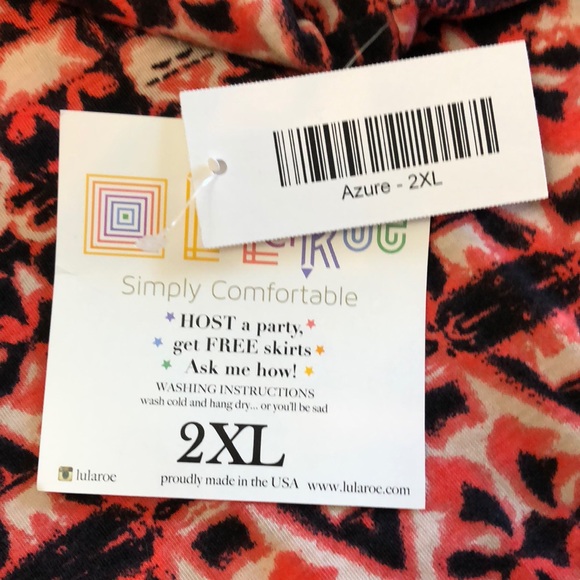 Azure - 2XL
Simply Comfortable
HOST a party,
get FREE skirts
Ask me how!
WASHING INSTRUCTIONS
wash cold and hang dry... or you'll be sad
2XL
proudly made in the USA www.lularoe.com
lularoe